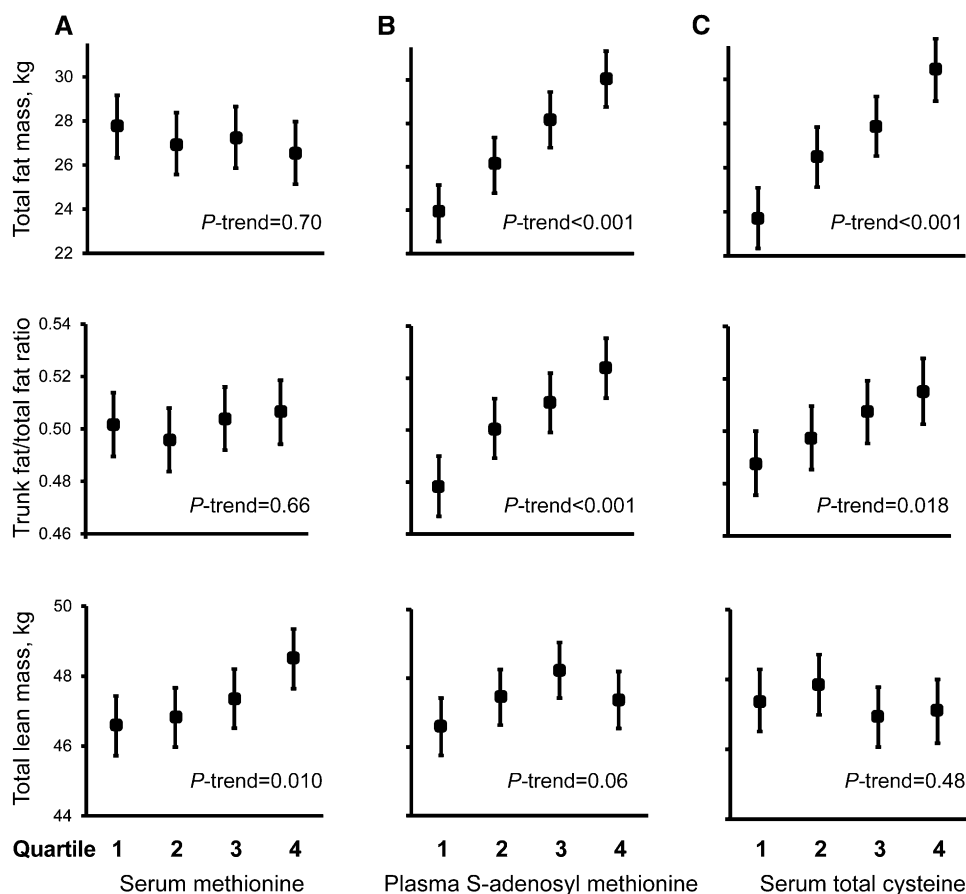 A B C
Total fat mass, kg
30
28
26
24
22
P-trend=0.70
P-trend<0.001
P-trend<0.001
Trunk fat/total fat ratio
0.54
0.52
0.50
0.48
0.46
P-trend=0.66
P-trend<0.001
P-trend=0.018
Total lean mass, kg
50
48
46
44
P-trend=0.010
P-trend=0.06
P-trend=0.48
Quartile 1 2 3 4 1 2 3 4 1 2 3 4
Serum methionine Plasma S-adenosyl methionine Serum total cysteine